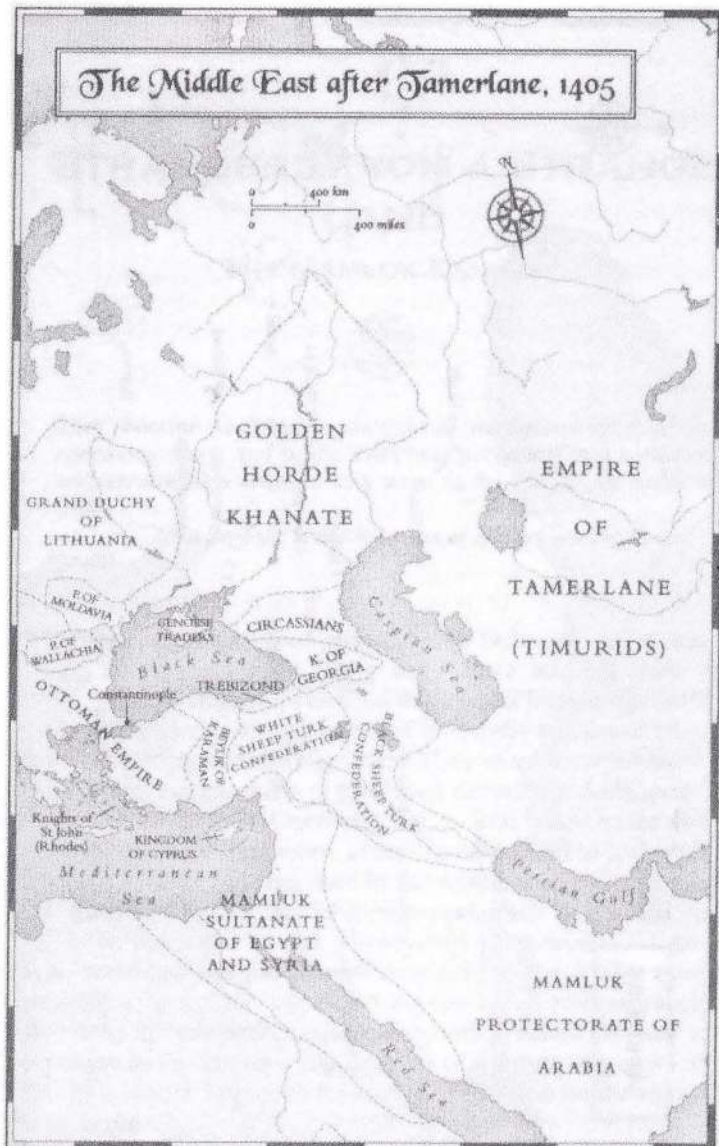 The Middle East after Tamerlane, 1405
N
0 400 km
0 400 miles
GOLDEN
HORDE
KHANATE
EMPIRE
OF
TAMERLANE
(TIMURIDS)
GRAND DUCHY
OF
LITHUANIA
P. OF
MOLDAVIA
P. OF
WALLACHIA
GENOESE
TRADERS
CIRCASSIANS
Caspian Sea
Black Sea
K. OF
GEORGIA
TREBIZOND
Constantinople
OTTOMAN EMPIRE
BEYLIK OF
KARAMAN
WHITE
SHEEP TURK
CONFEDERATION
BLACK SHEEP TURK
CONFEDERATION
Knights of
St John
(Rhodes)
KINGDOM
OF CYPRUS
Mediterranean
Sea
Persian Gulf
MAMLUK
SULTANATE
OF EGYPT
AND SYRIA
MAMLUK
PROTECTORATE OF
ARABIA
Red Sea